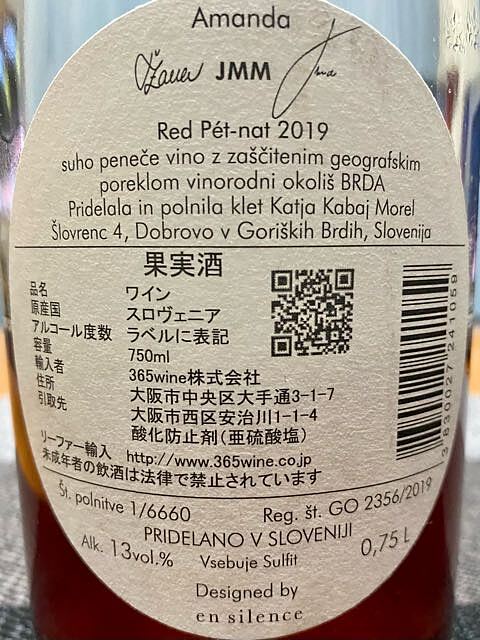 Amanda
JMM
Red Pét-nat 2019
suho peneče vino z zaščitenim geografskim
poreklom vinorodni okoliš BRDA
Pridelala in polnila klet Katja Kabaj Morel
Šlovrenc 4, Dobrovo v Goriških Brdih, Slovenija
果実酒
品名 ワイン
原産国 スロヴェニア
アルコール度数 ラベルに表記
容量 750ml
輸入者 365wine株式会社
住所 大阪市中央区大手通3-1-7
引取先 大阪市西区安治川1-1-4
酸化防止剤(亜硫酸塩)
リーファー輸入 http://www.365wine.co.jp
未成年者の飲酒は法律で禁止されています
3830027241059
Št. polnitve 1/6660 Reg. št. GO 2356/2019
PRIDELANO V SLOVENIJI
Alk. 13vol.% Vsebuje Sulfit 0,75 L
Designed by
en silence